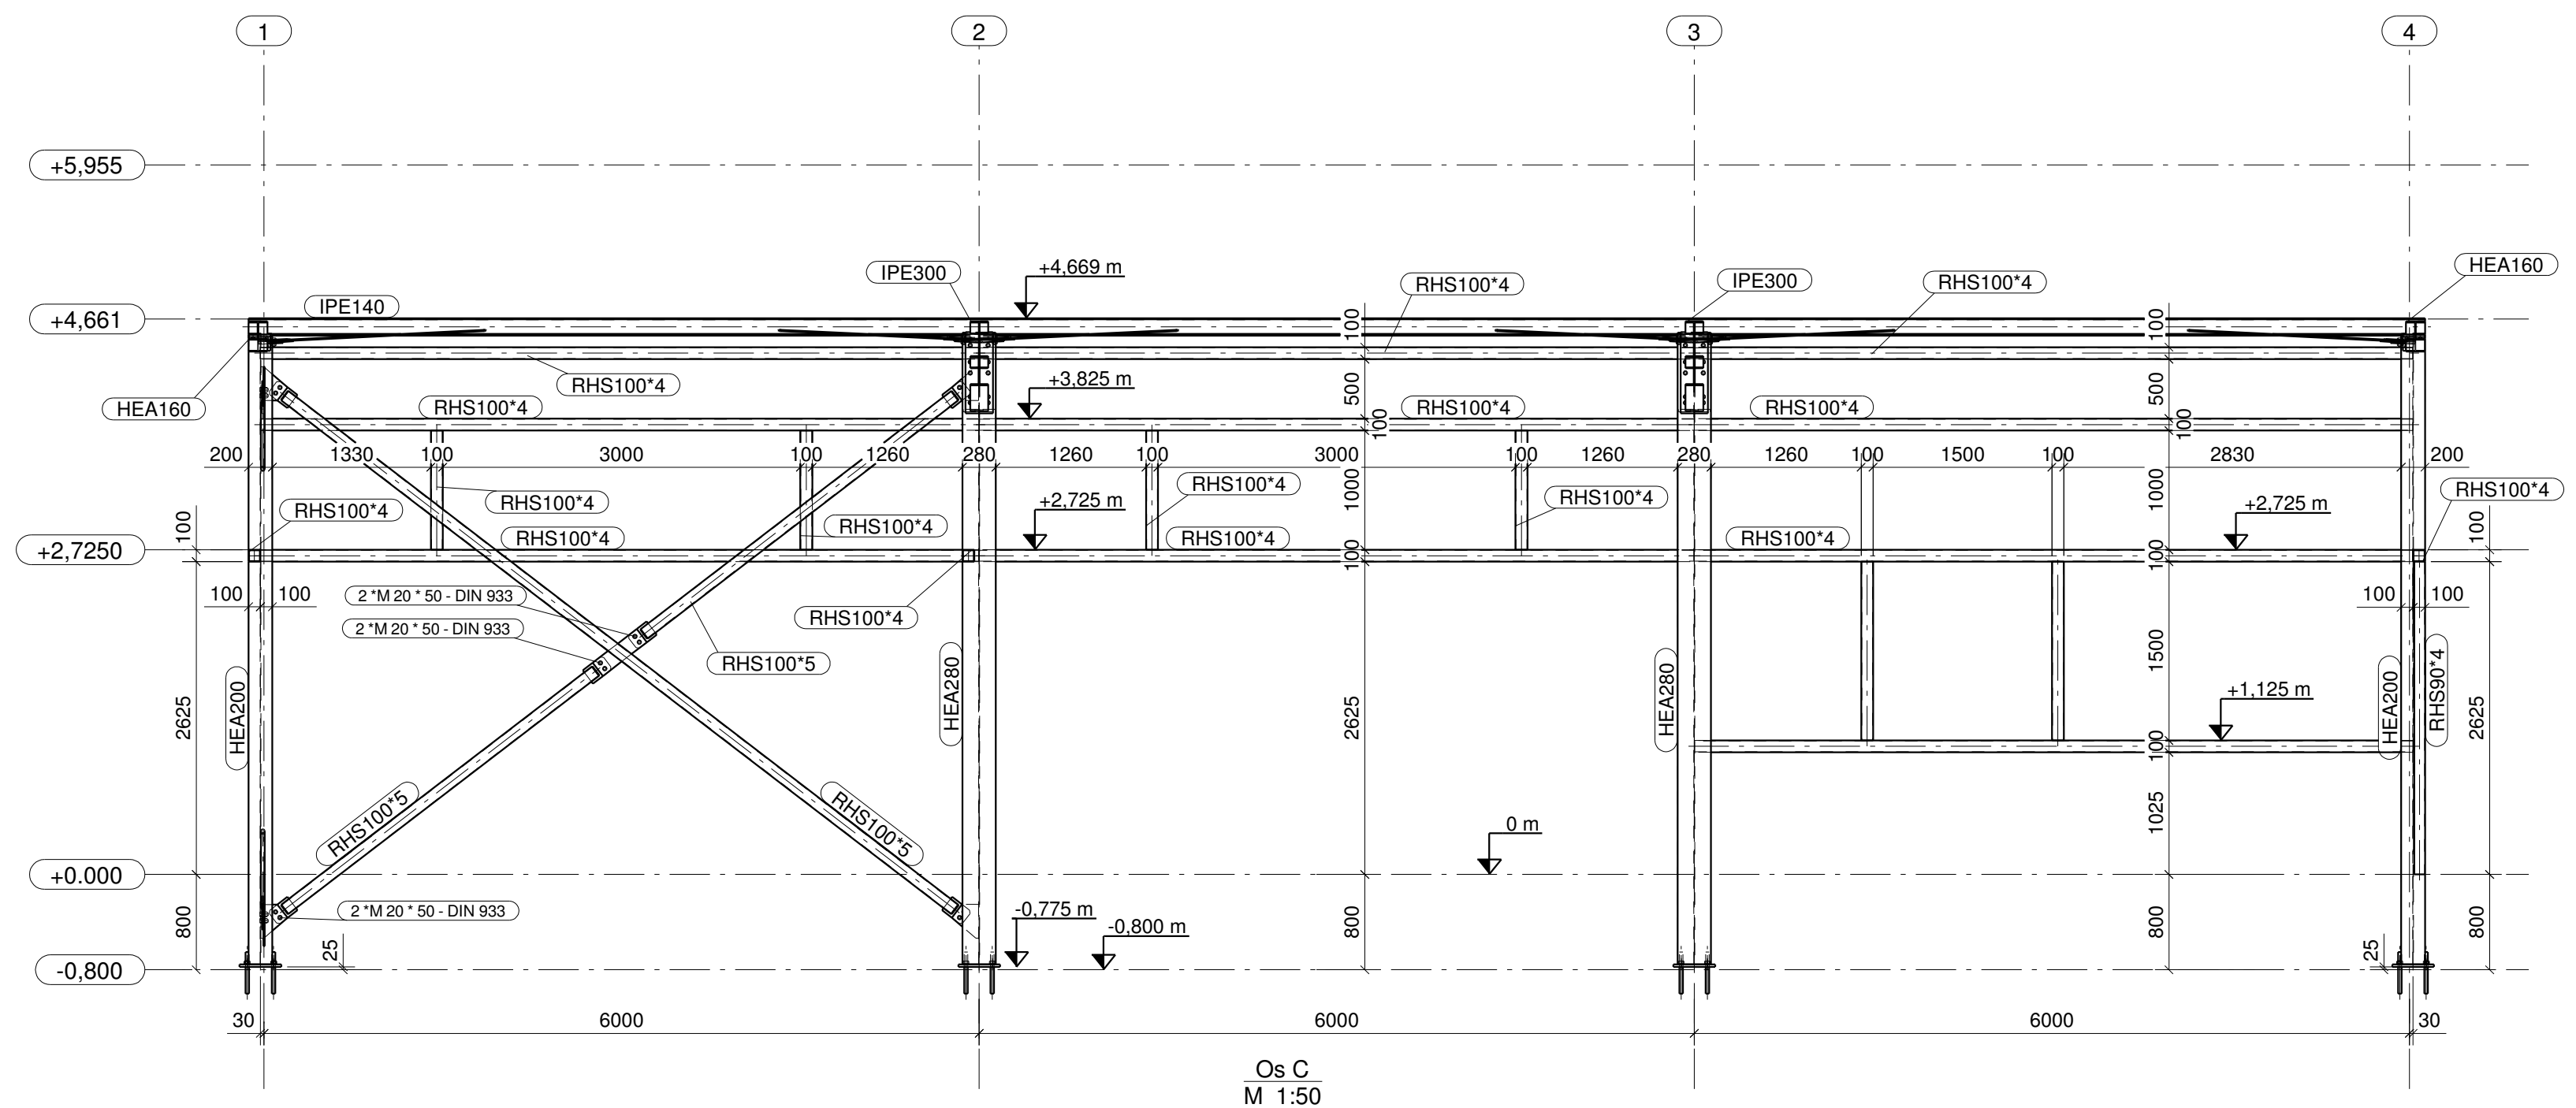 1 2 3 4
+5,955
HEA160
IPE300 +4,669 m IPE300
RHS100*4 RHS100*4
+4,661 IPE140
100 100
RHS100*4 +3,825 m 500 500
HEA160 RHS100*4 RHS100*4 RHS100*4
100 100
200 1330 100 3000 100 1260 280 1260 100 3000 100 1260 280 1260 100 1500 100 2830 200
RHS100*4 RHS100*4 RHS100*4 RHS100*4
1000 1000
RHS100*4 +2,725 m +2,725 m
100 RHS100*4 RHS100*4 RHS100*4 RHS100*4 100
+2,7250 100 100
100 100 2 *M 20 * 50 - DIN 933 100 100
RHS100*4
2 *M 20 * 50 - DIN 933
RHS100*5 1500
HEA200 HEA280 HEA280 HEA200 RHS90*4
2625 2625 +1,125 m 2625
100
RHS100*5 RHS100*5 1025
0 m
+0.000
2 *M 20 * 50 - DIN 933 -0,775 m
800 -0,800 m 800 800 800
25 25
-0,800
30 6000 6000 6000 30
Os C
M 1:50